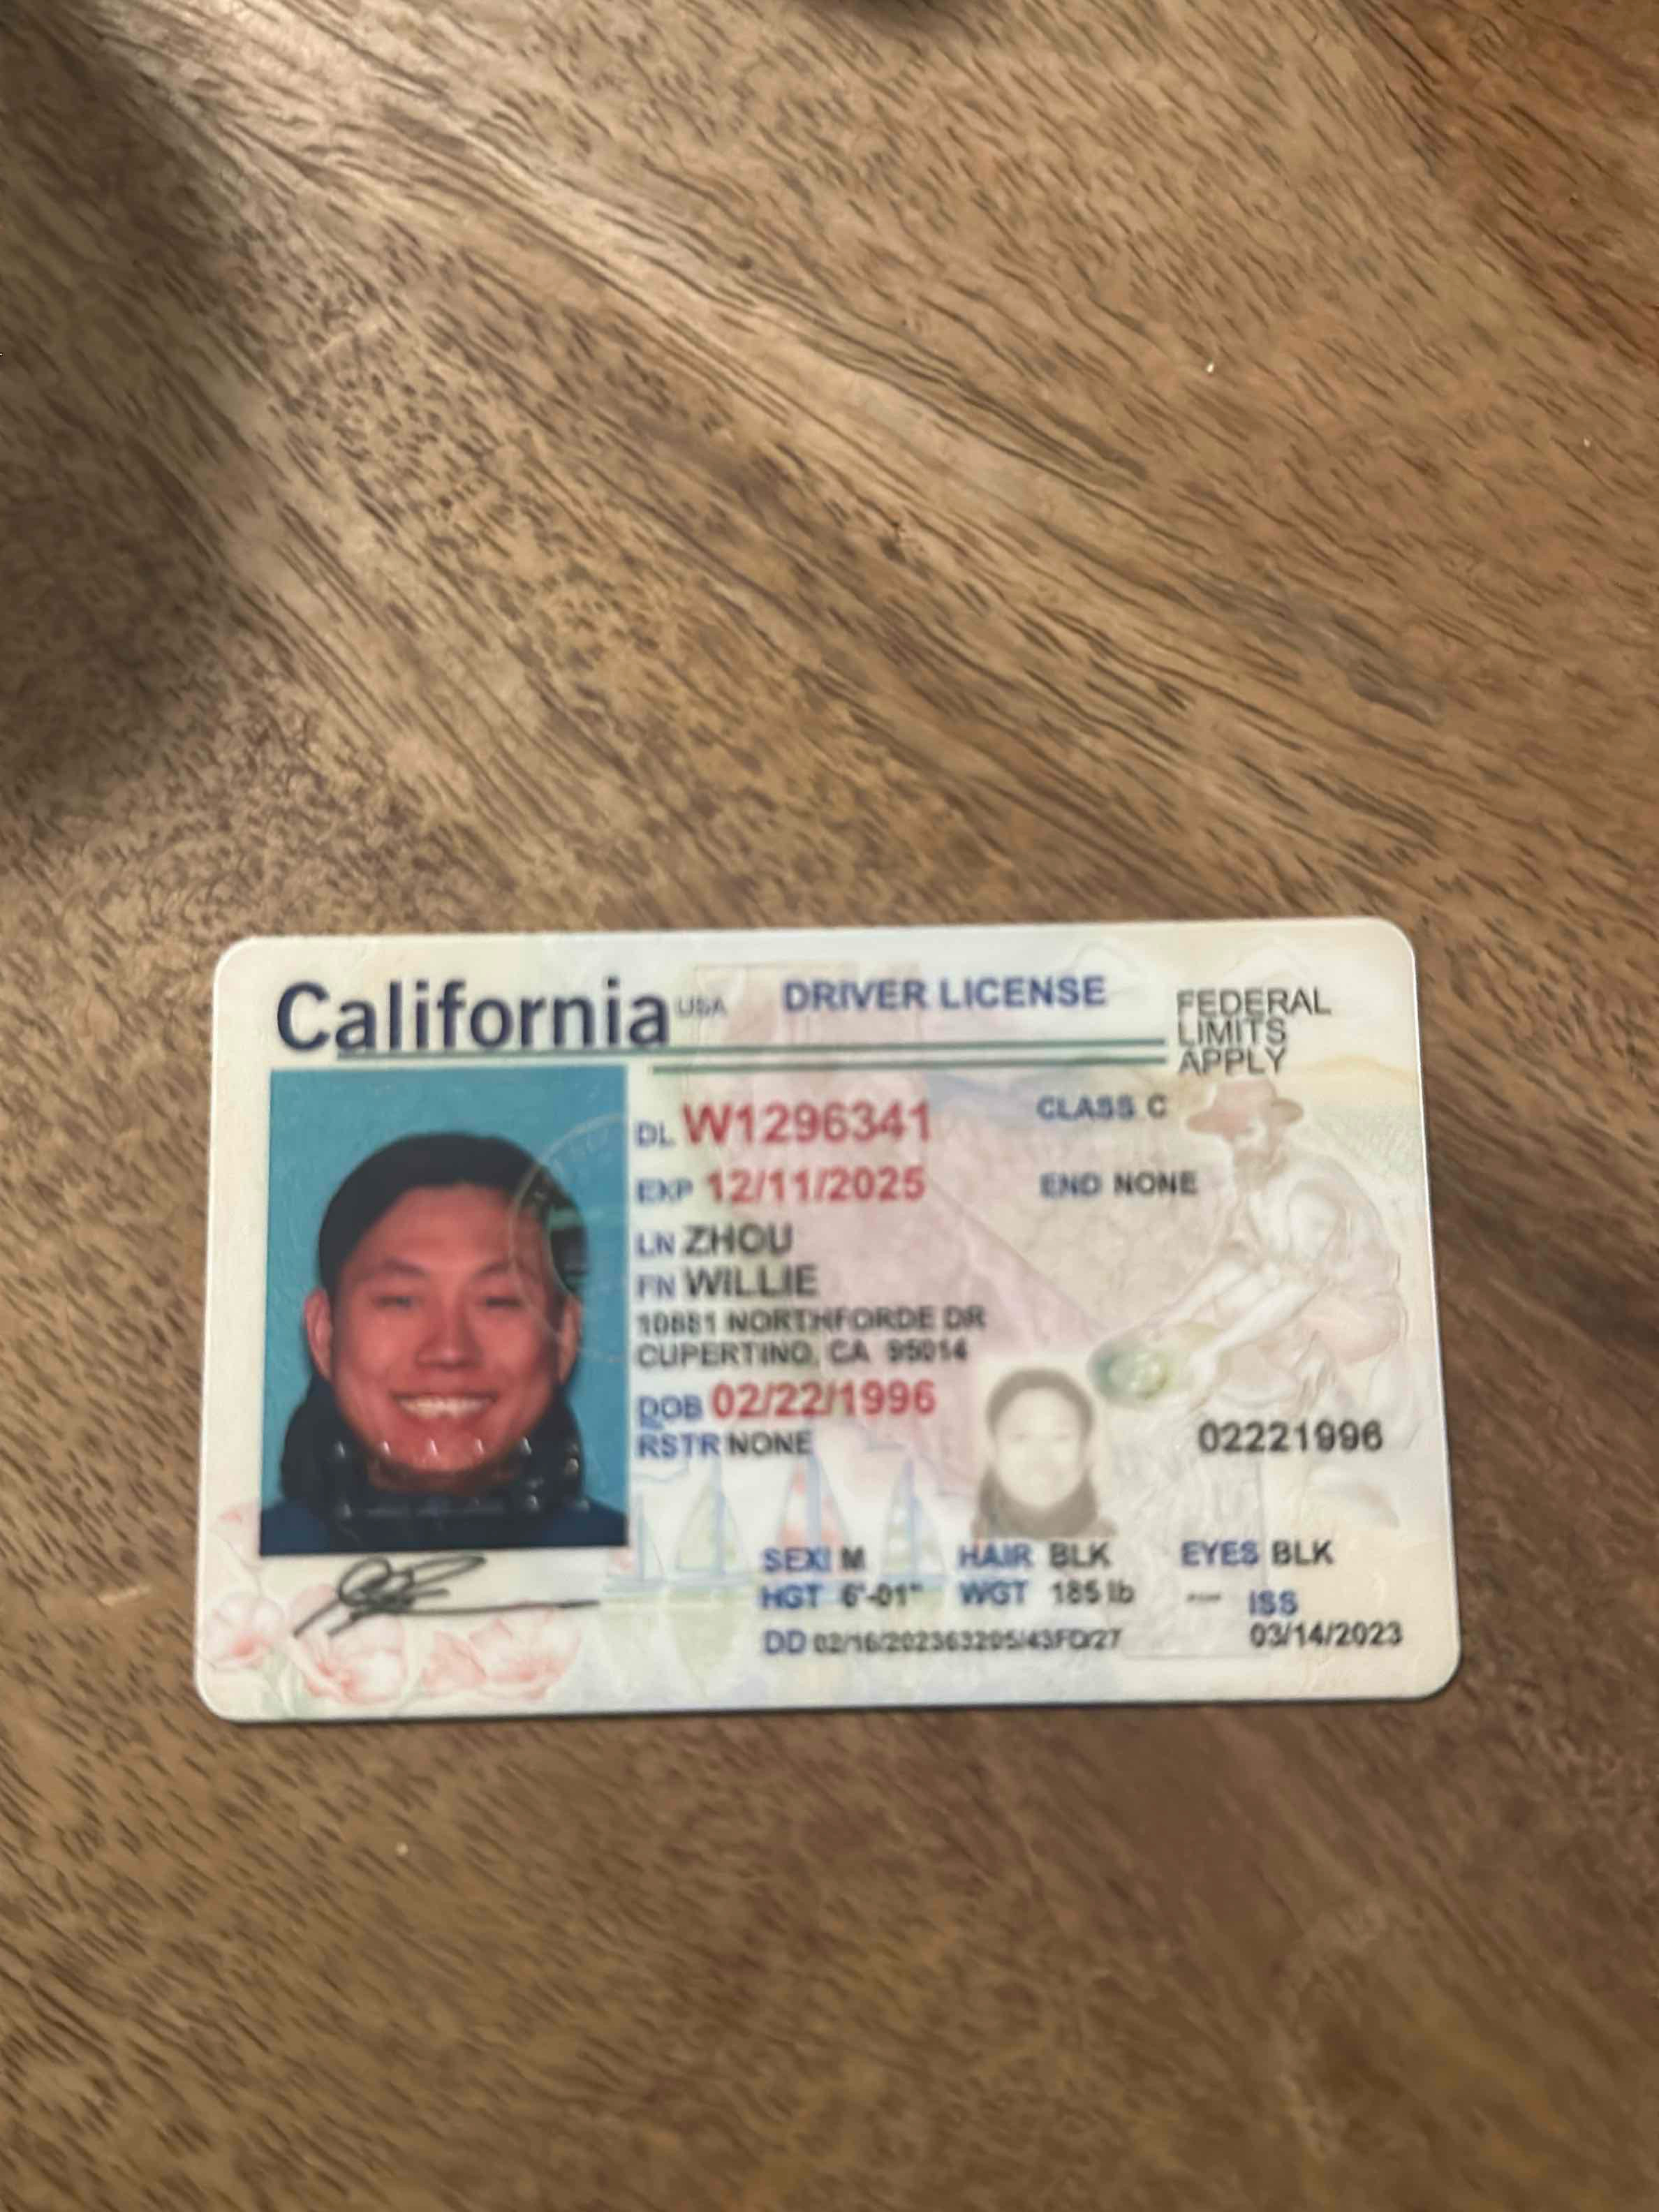 California USA DRIVER LICENSE
FEDERAL
LIMITS
APPLY
DL W1296341
CLASS C
EXP 12/11/2025
END NONE
LN ZHOU
FN WILLIE
10881 NORTHFORDE DR
CUPERTINO, CA 95014
DOB 02/22/1996
RSTR NONE
02221996
SEX M HAIR BLK EYES BLK
HGT 6'-01" WGT 185 lb
ISS
03/14/2023
DD 02/16/202363205/43FD/27